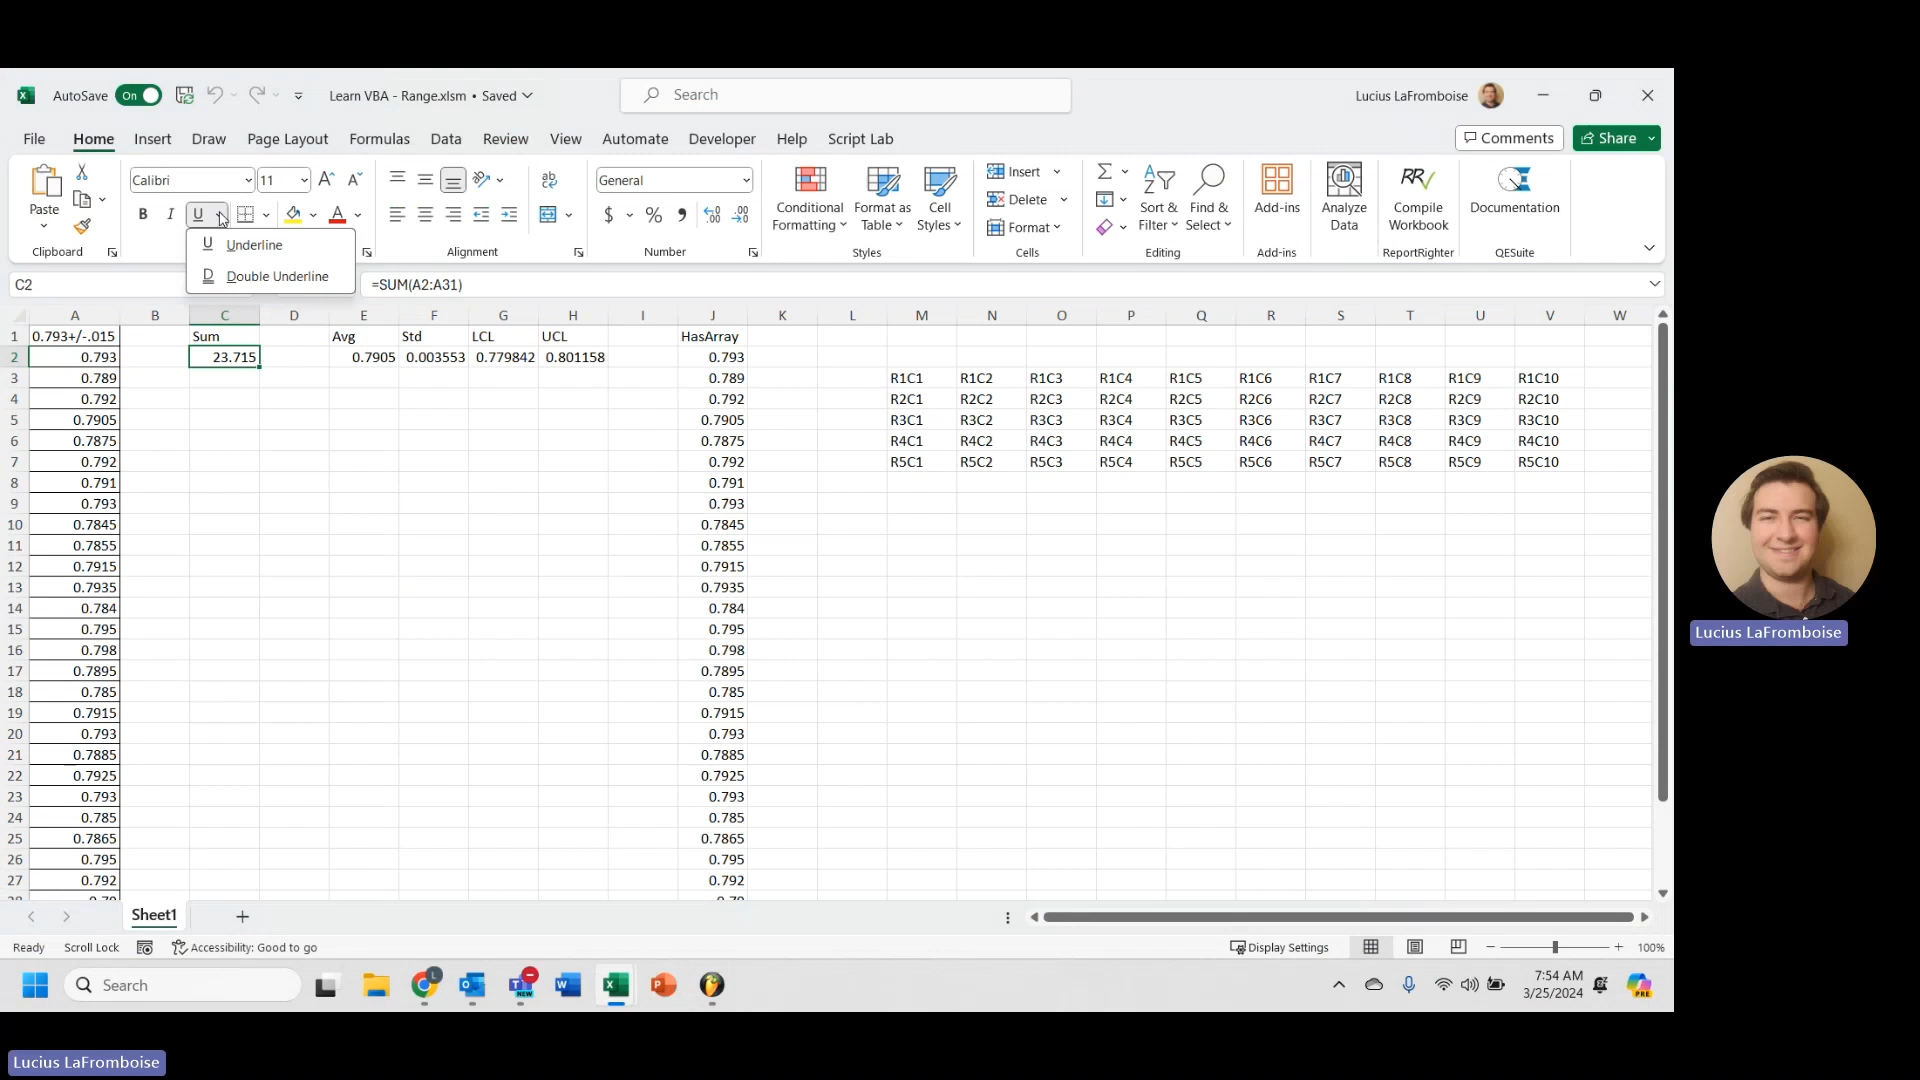 AutoSave On Learn VBA - Range.xlsm • Saved Search Lucius LaFromboise
File Home Insert Draw Page Layout Formulas Data Review View Automate Developer Help Script Lab Comments Share
Paste Calibri 11 General Conditional Formatting Format as Table Cell Styles Insert Delete Format Sort & Filter Find & Select Add-ins Analyze Data Compile Workbook Documentation
Clipboard Alignment Number Styles Cells Editing Add-ins ReportRighter QESuite
U Underline
D Double Underline
C2 =SUM(A2:A31)
A B C D E F G H I J K L M N O P Q R S T U V W
1 0.793+/-.015 Sum Avg Std LCL UCL HasArray
2 0.793 23.715 0.7905 0.003553 0.779842 0.801158 0.793
3 0.789 0.789 R1C1 R1C2 R1C3 R1C4 R1C5 R1C6 R1C7 R1C8 R1C9 R1C10
4 0.792 0.792 R2C1 R2C2 R2C3 R2C4 R2C5 R2C6 R2C7 R2C8 R2C9 R2C10
5 0.7905 0.7905 R3C1 R3C2 R3C3 R3C4 R3C5 R3C6 R3C7 R3C8 R3C9 R3C10
6 0.7875 0.7875 R4C1 R4C2 R4C3 R4C4 R4C5 R4C6 R4C7 R4C8 R4C9 R4C10
7 0.792 0.792 R5C1 R5C2 R5C3 R5C4 R5C5 R5C6 R5C7 R5C8 R5C9 R5C10
8 0.791 0.791
9 0.793 0.793
10 0.7845 0.7845
11 0.7855 0.7855
12 0.7915 0.7915
13 0.7935 0.7935
14 0.784 0.784
15 0.795 0.795
16 0.798 0.798
17 0.7895 0.7895
18 0.785 0.785
19 0.7915 0.7915
20 0.793 0.793
21 0.7885 0.7885
22 0.7925 0.7925
23 0.793 0.793
24 0.785 0.785
25 0.7865 0.7865
26 0.795 0.795
27 0.792 0.792
Sheet1
Ready Scroll Lock Accessibility: Good to go Display Settings 100%
Search 7:54 AM
3/25/2024
Lucius LaFromboise
Lucius LaFromboise